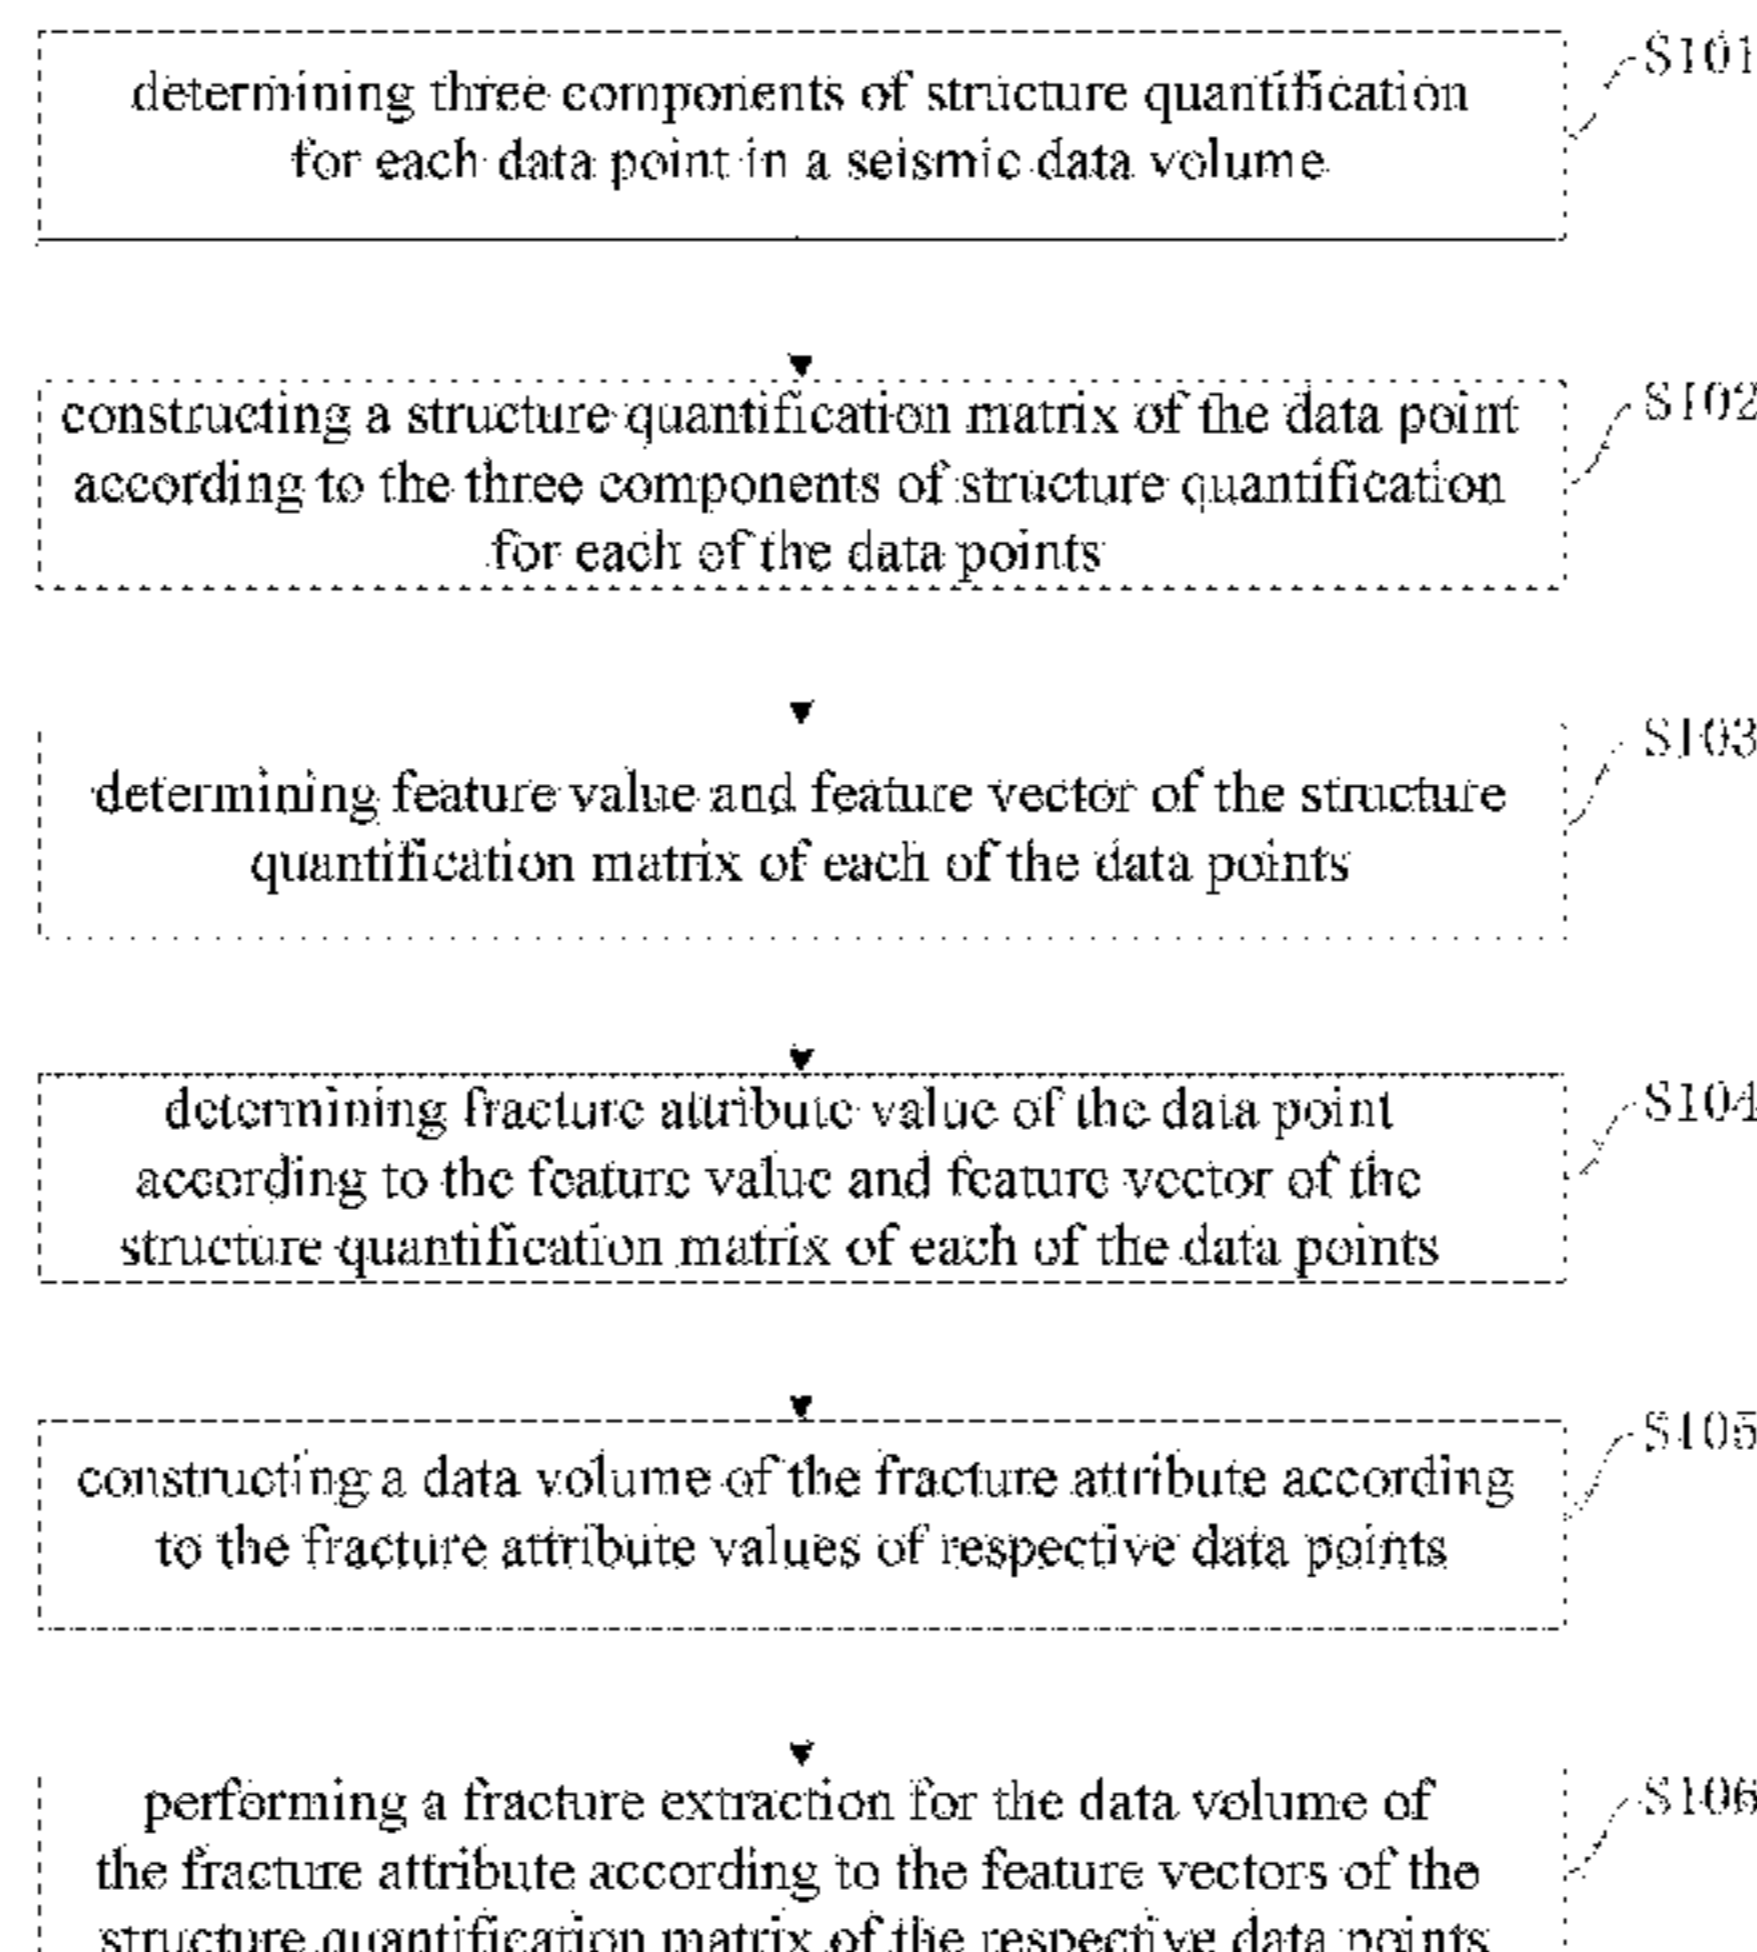 determining three components of structure quantification
for each data point in a seismic data volume
S101
constructing a structure quantification matrix of the data point
according to the three components of structure quantification
for each of the data points
S102
determining feature value and feature vector of the structure
quantification matrix of each of the data points
S103
determining fracture attribute value of the data point
according to the feature value and feature vector of the
structure quantification matrix of each of the data points
S104
constructing a data volume of the fracture attribute according
to the fracture attribute values of respective data points
S105
performing a fracture extraction for the data volume of
the fracture attribute according to the feature vectors of the
structure quantification matrix of the respective data points
S106